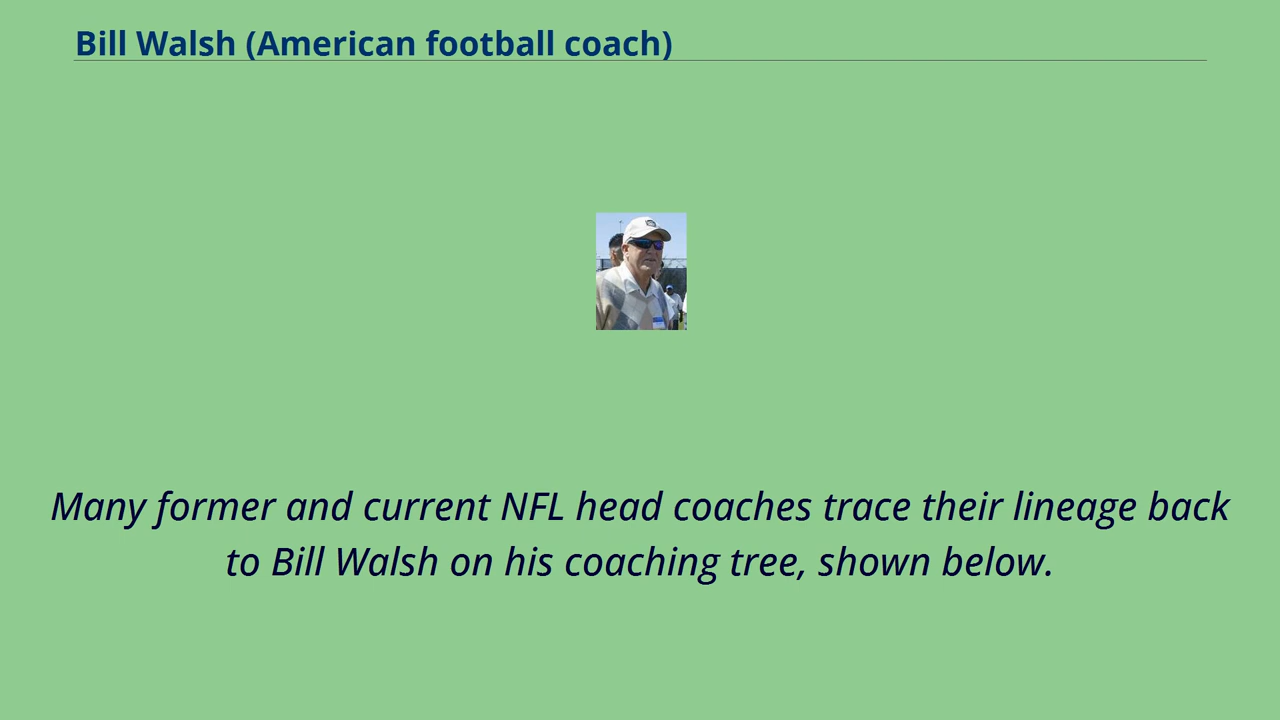 Bill Walsh (American football coach)
Many former and current NFL head coaches trace their lineage back
to Bill Walsh on his coaching tree, shown below.